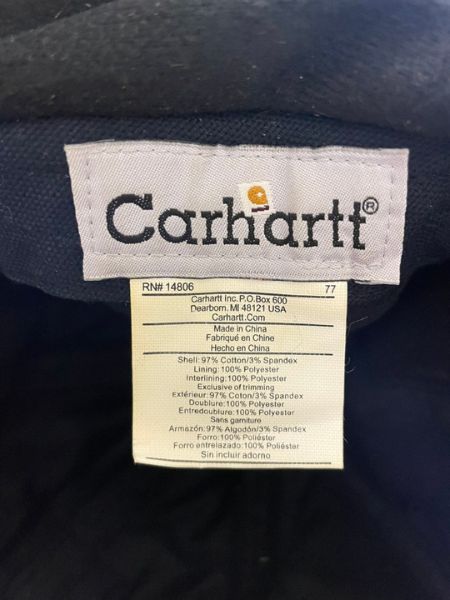 Carhartt®
RN# 14806 77
Carhartt Inc. P.O. Box 600
Dearborn, MI 48121 USA
Carhartt.Com
Made in China
Fabriqué en Chine
Hecho en China
Shell: 97% Cotton/3% Spandex
Lining: 100% Polyester
Interlining: 100% Polyester
Exclusive of trimming
Extérieur: 97% Cotton/3% Spandex
Doublure: 100% Polyester
Entredoublure: 100% Polyester
Sans garniture
Armazón: 97% Algodón/3% Spandex
Forro: 100% Poliéster
Forro entrelazado: 100% Poliéster
Sin incluir adorno